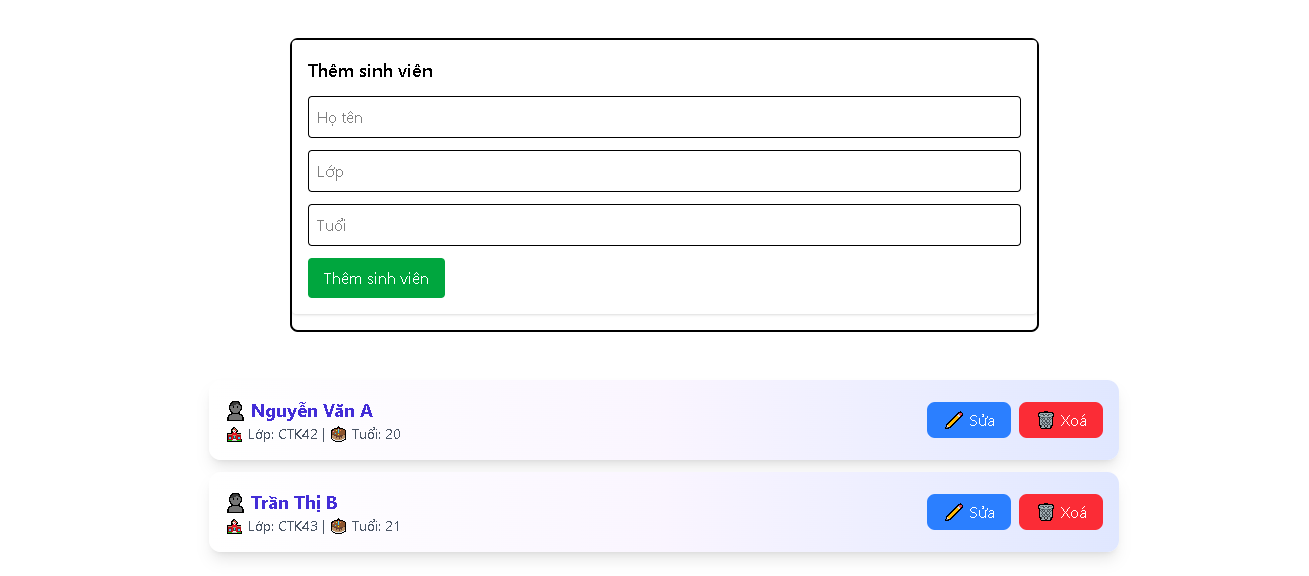 Thêm sinh viên
Họ tên
Lớp
Tuổi
Thêm sinh viên
Nguyễn Văn A
Lớp: CTK42 | Tuổi: 20
Sửa
Xoá
Trần Thị B
Lớp: CTK43 | Tuổi: 21
Sửa
Xoá